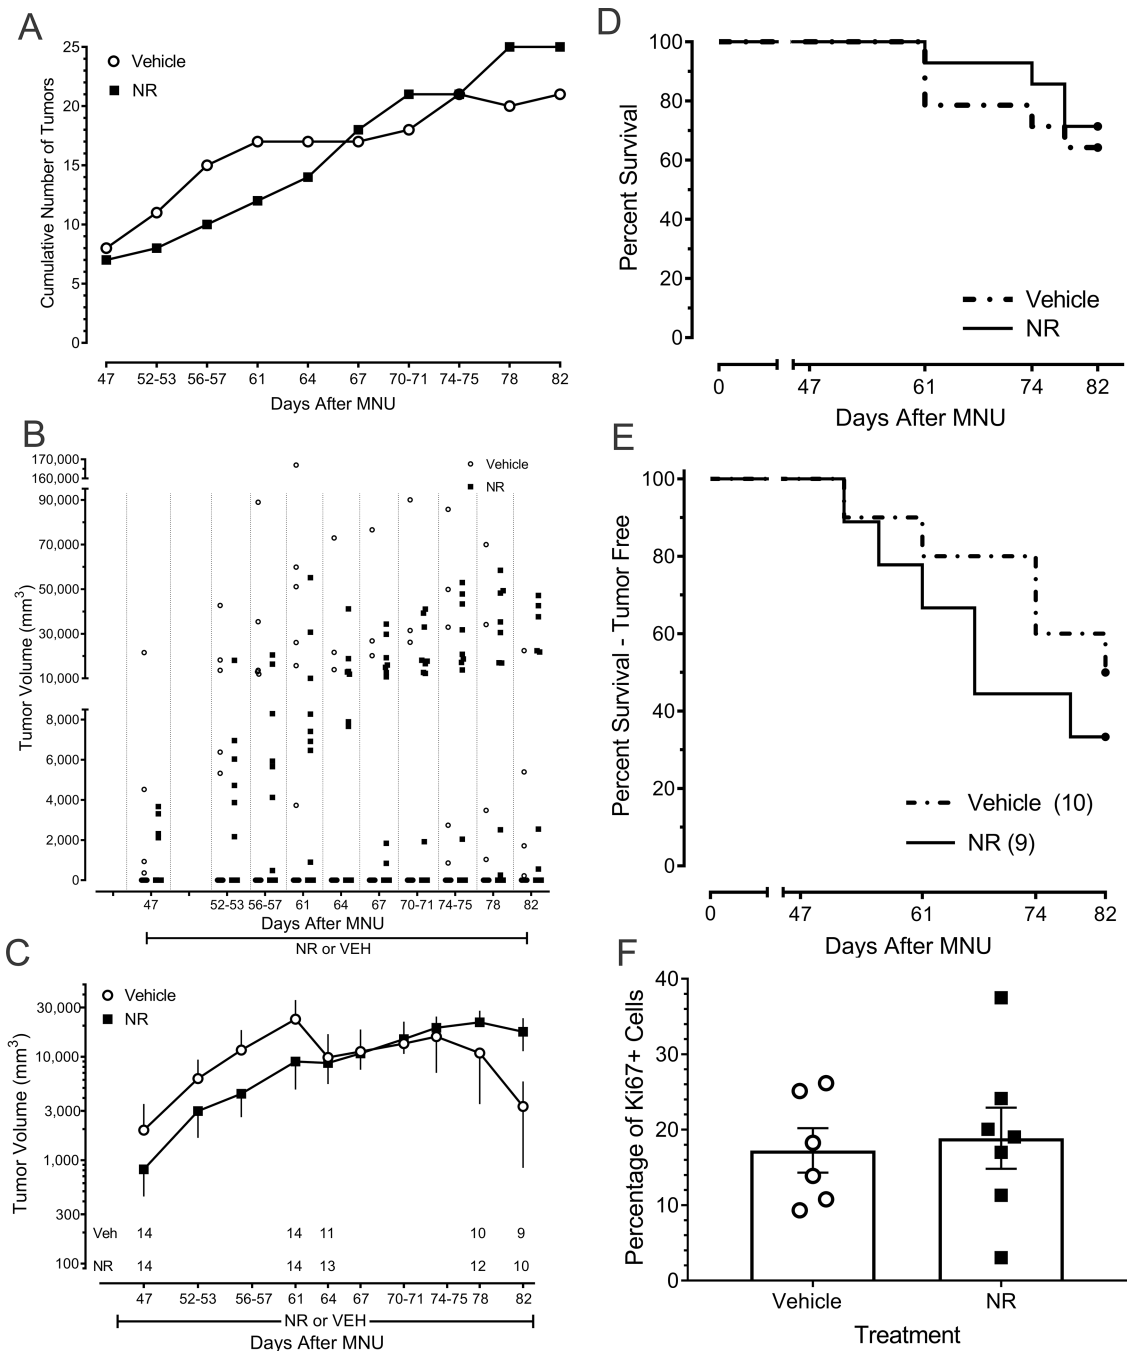 A
Cumulative Number of Tumors
25
20
15
10
5
0
Vehicle
NR
47 52-53 56-57 61 64 67 70-71 74-75 78 82
Days After MNU
B
Tumor Volume (mm3)
170,000
160,000
90,000
70,000
50,000
30,000
10,000
8,000
6,000
4,000
2,000
0
Vehicle
NR
47 52-53 56-57 61 64 67 70-71 74-75 78 82
Days After MNU
NR or VEH
C
Tumor Volume (mm3)
30,000
10,000
3,000
1,000
300
100
Vehicle
NR
Veh 14 14 11 10 9
NR 14 14 13 12 10
47 52-53 56-57 61 64 67 70-71 74-75 78 82
NR or VEH
Days After MNU
D
Percent Survival
100
80
60
40
20
0
Vehicle
NR
0 47 61 74 82
Days After MNU
E
Percent Survival - Tumor Free
100
80
60
40
20
0
Vehicle (10)
NR (9)
0 47 61 74 82
Days After MNU
F
Percentage of Ki67+ Cells
40
30
20
10
0
Vehicle NR
Treatment